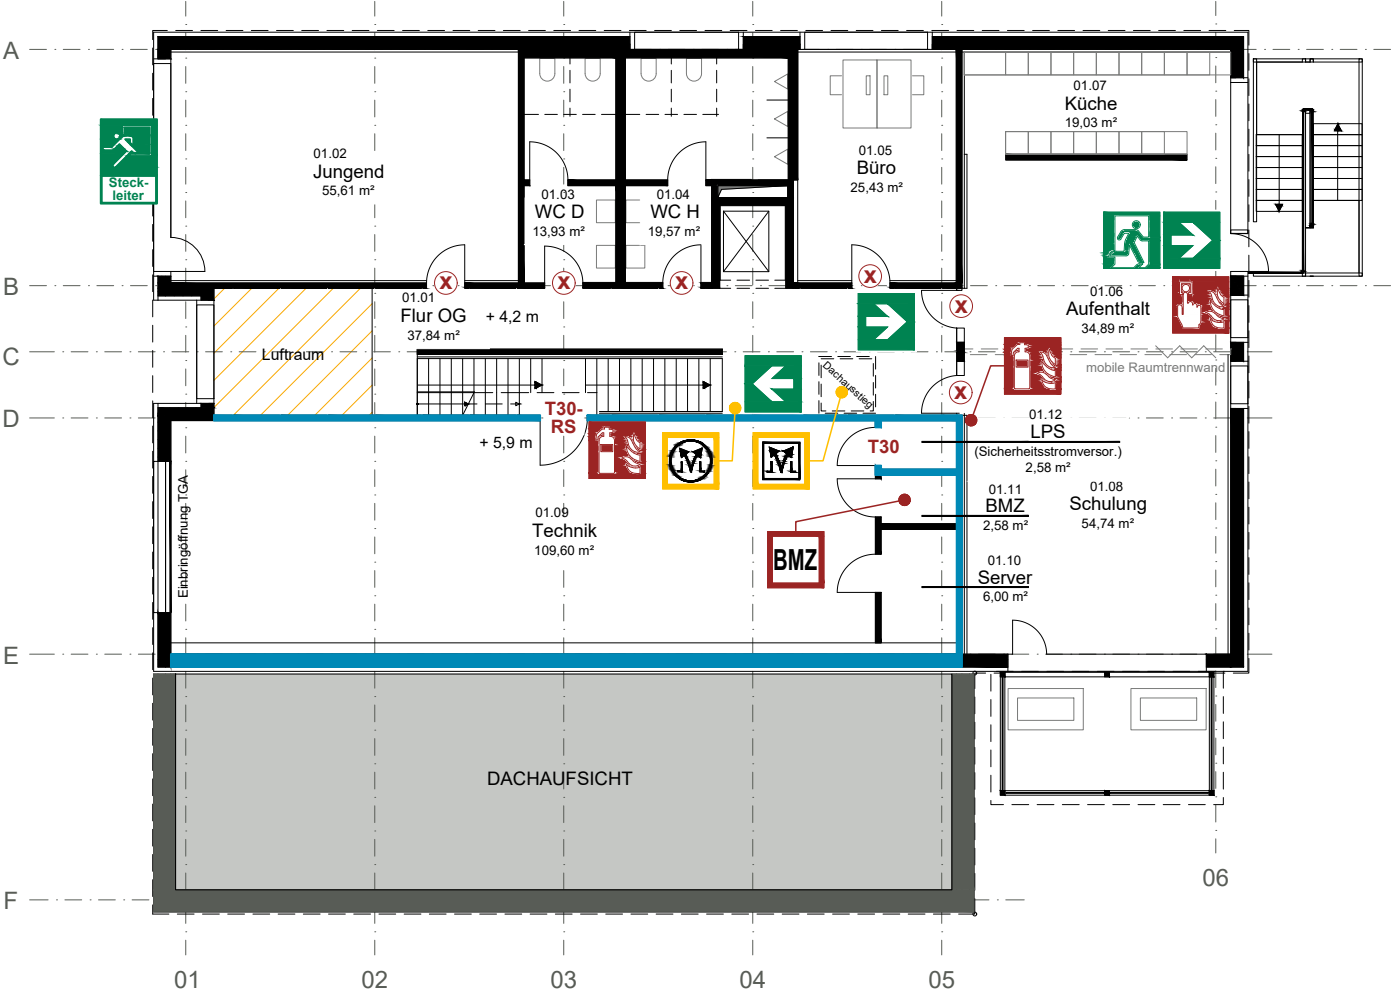 A
01.07
Küche
19,03 m²
01.02
Jungend
55,61 m²
01.05
Büro
25,43 m²
Steck-
leiter
01.03
WC D
13,93 m²
01.04
WC H
19,57 m²
B
X
X
X
X
X
01.01
Flur OG
37,84 m²
+ 4,2 m
01.06
Aufenthalt
34,89 m²
C
Luftraum
mobile Raumtrennwand
Dachausstieg
X
D
T30-
RS
+ 5,9 m
T30
01.12
LPS
(Sicherheitsstromversor.)
2,58 m²
Einbringöffnung TGA
01.09
Technik
109,60 m²
01.11
BMZ
2,58 m²
01.08
Schulung
54,74 m²
BMZ
01.10
Server
6,00 m²
E
DACHAUFSICHT
F
06
01
02
03
04
05